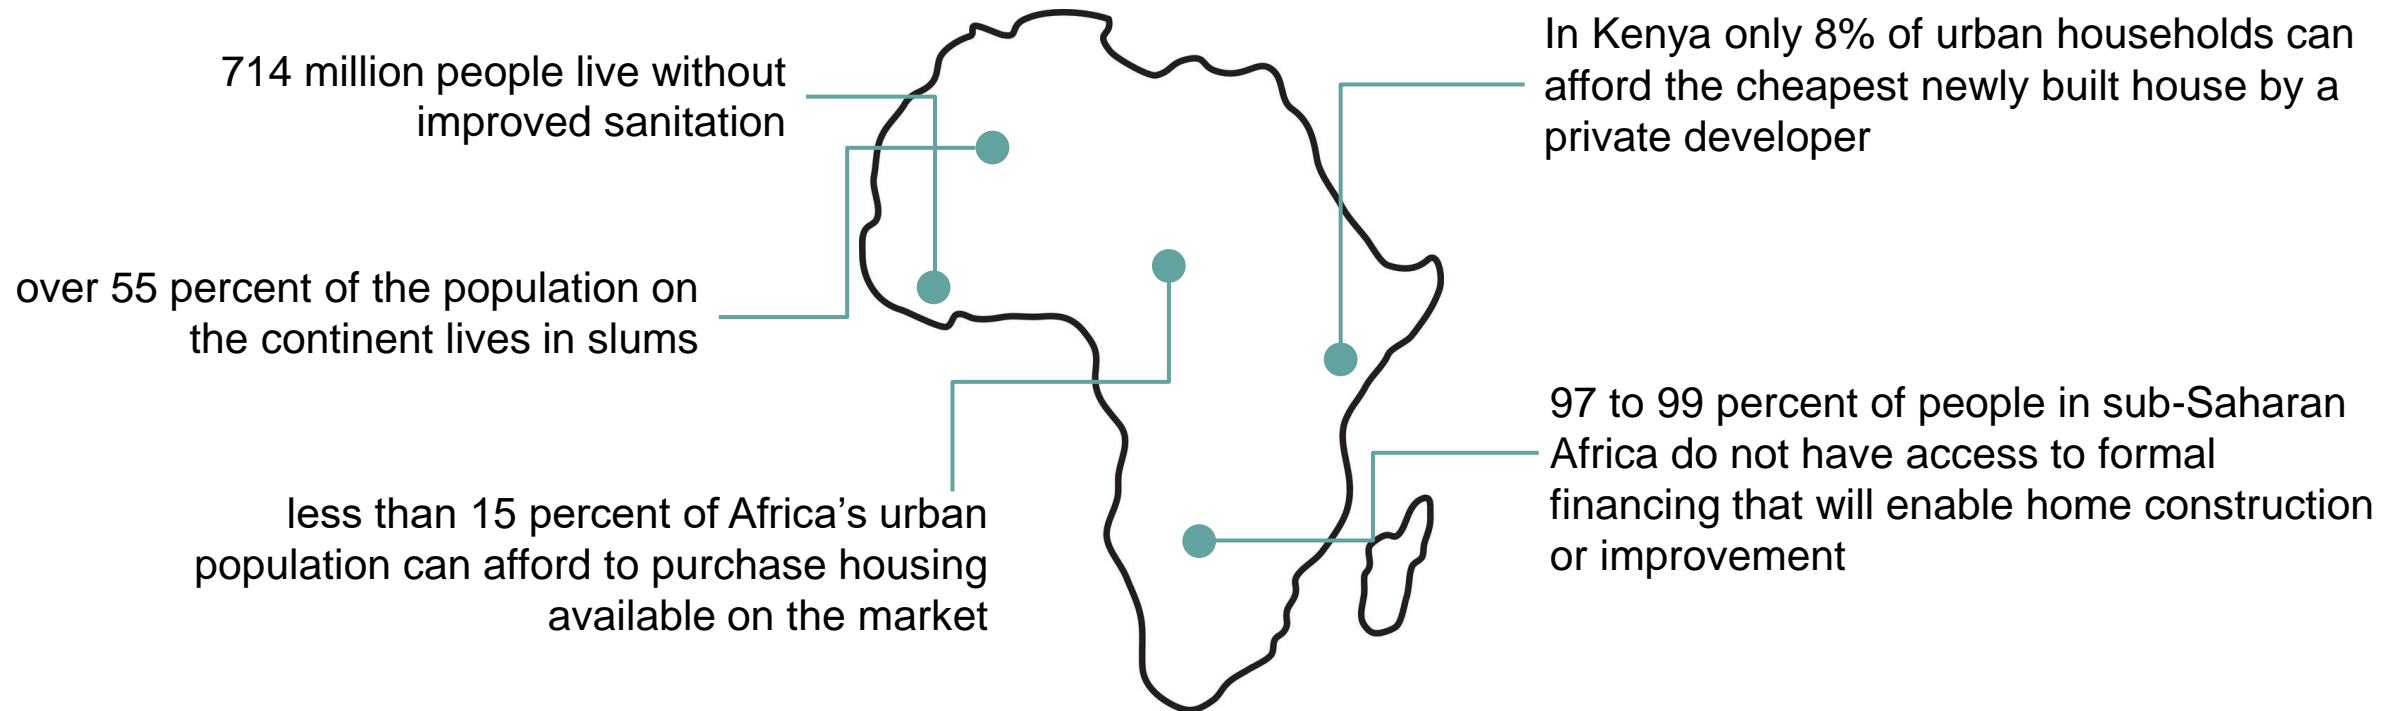 714 million people live without
improved sanitation
over 55 percent of the population on
the continent lives in slums
less than 15 percent of Africa’s urban
population can afford to purchase housing
available on the market
In Kenya only 8% of urban households can
afford the cheapest newly built house by a
private developer
97 to 99 percent of people in sub-Saharan
Africa do not have access to formal
financing that will enable home construction
or improvement